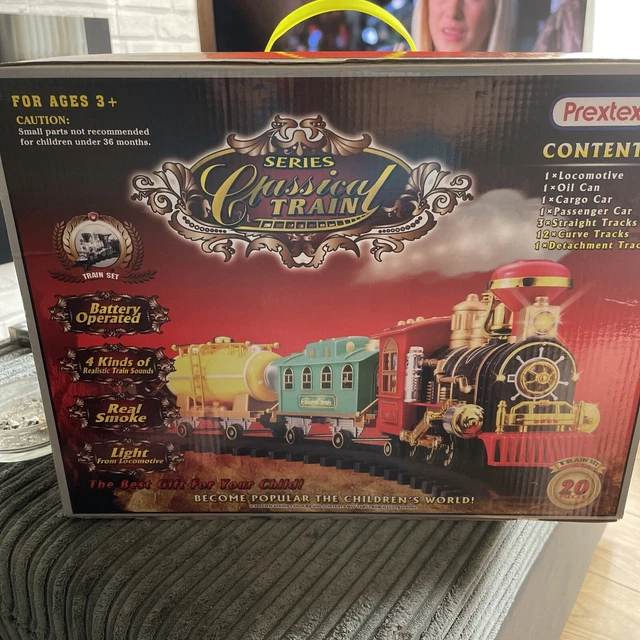 FOR AGES 3+
CAUTION:
Small parts not recommended
for children under 36 months.
SERIES
Classical
TRAIN
Prextex
CONTENT
1×Locomotive
1×Oil Can
1×Cargo Car
1×Passenger Car
3×Straight Tracks
12×Curve Tracks
1×Detachment Trac
TRAIN SET
Battery
Operated
4 Kinds of
Realistic Train Sounds
Real
Smoke
Light
From Locomotive
TRAIN SET
20
The Best Gift For Your Child!
BECOME POPULAR THE CHILDREN'S WORLD!